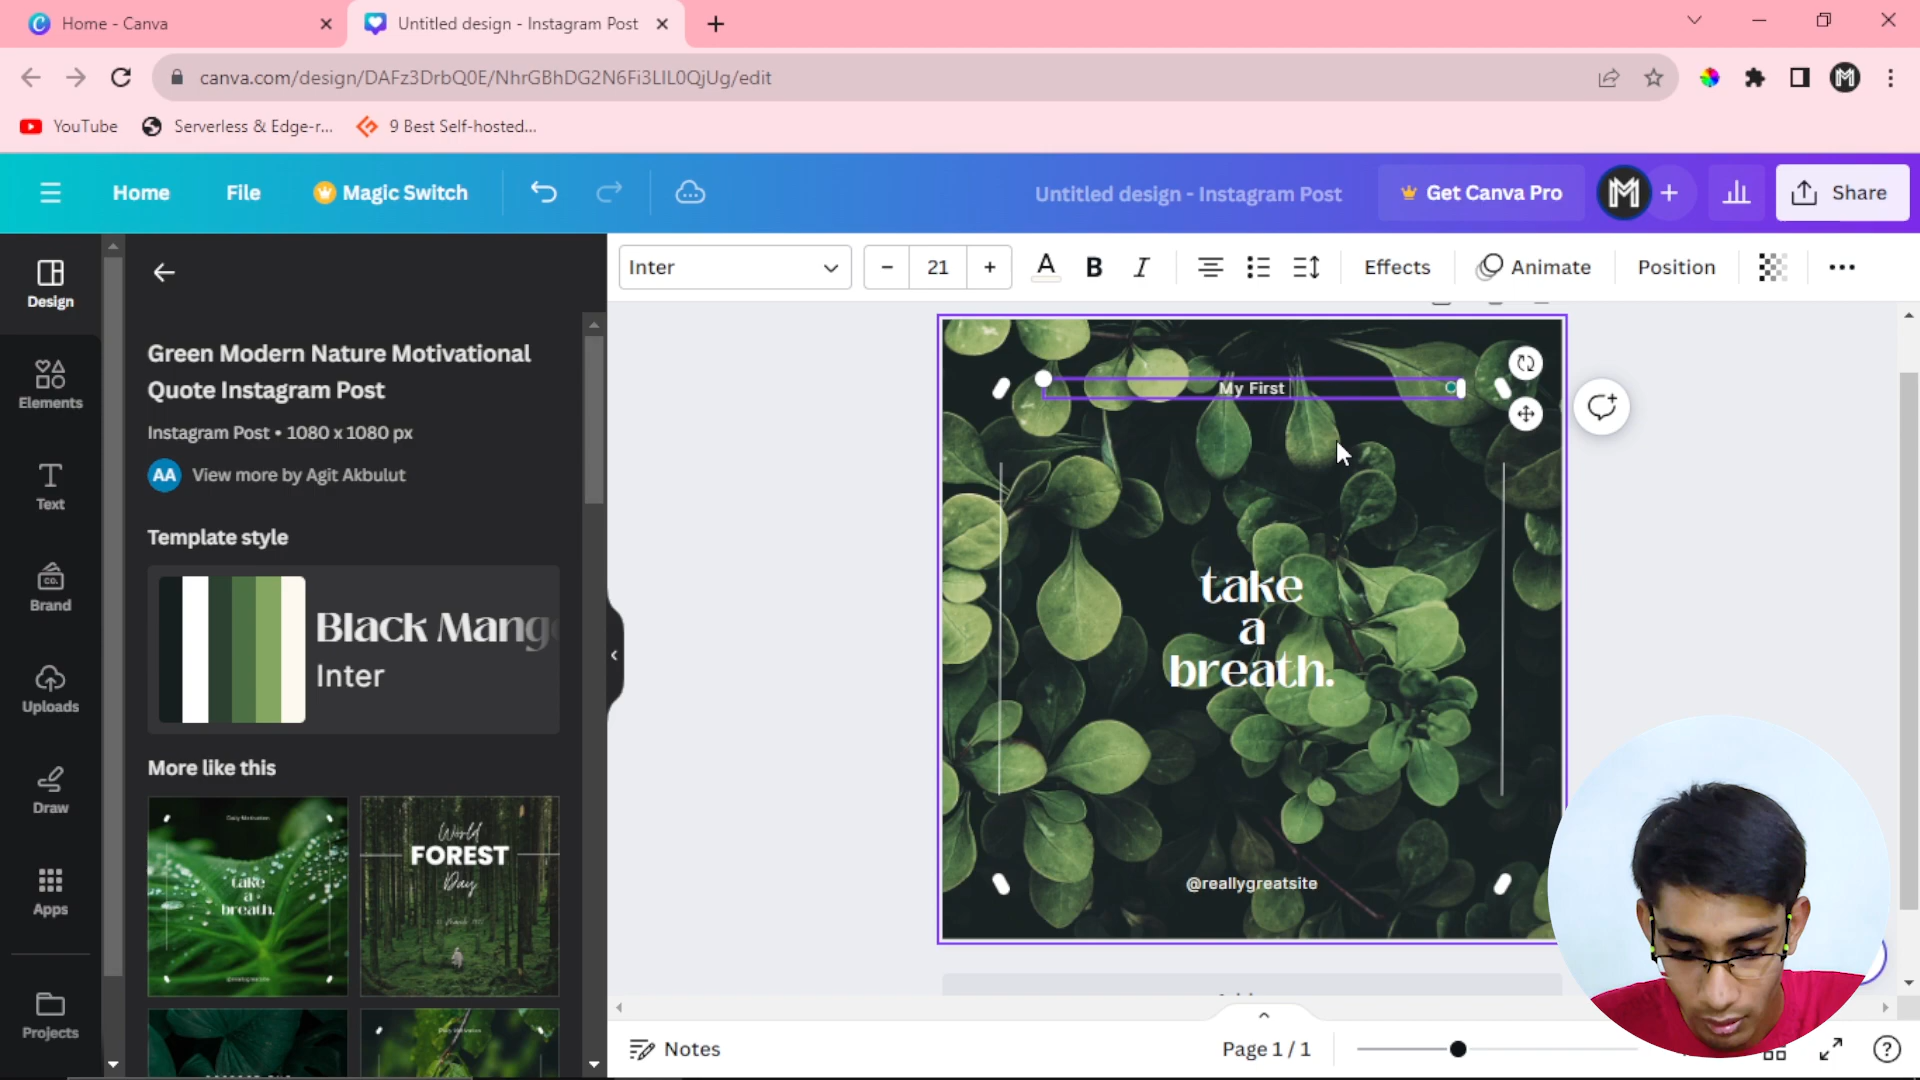 Home - Canva
Untitled design - Instagram Post
canva.com/design/DAFz3DrbQ0E/NhrGBhDG2N6Fi3LIL0QjUg/edit
YouTube
Serverless & Edge-r...
9 Best Self-hosted...
Home
File
Magic Switch
Untitled design - Instagram Post
Get Canva Pro
Share
Inter
21
A
B
I
Effects
Animate
Position
Design
Elements
Text
Brand
Uploads
Draw
Apps
Projects
Green Modern Nature Motivational
Quote Instagram Post
Instagram Post • 1080 x 1080 px
AA
View more by Agit Akbulut
Template style
Black Mang
Inter
More like this
Daily Motivation
take
a
breath.
World
FOREST
Day
My First
take
a
breath.
@reallygreatsite
Notes
Page 1 / 1